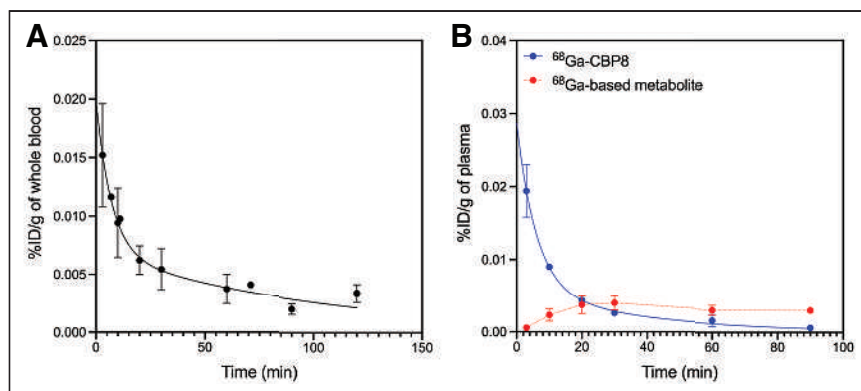 A
%ID/g of whole blood
0.025
0.020
0.015
0.010
0.005
0.000
0
50
100
150
Time (min)
B
%ID/g of plasma
0.04
0.03
0.02
0.01
0.00
0
20
40
60
80
100
Time (min)
⁶⁸Ga-CBP8
⁶⁸Ga-based metabolite